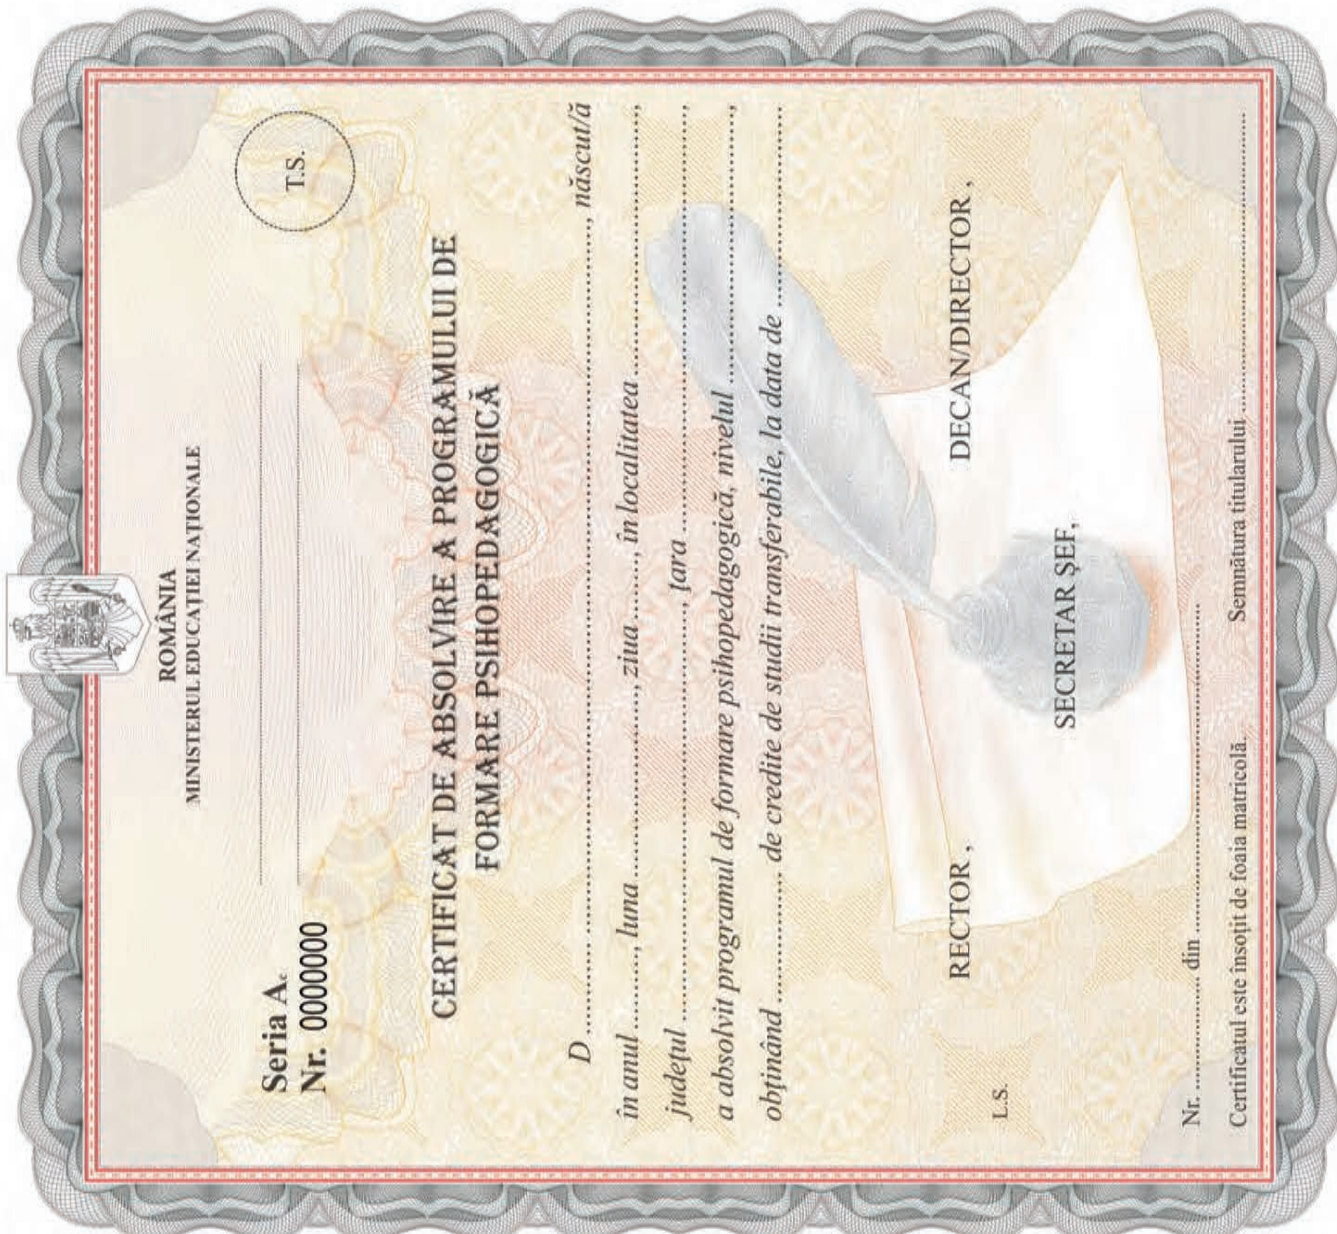 ROMÂNIA
MINISTERUL EDUCAȚIEI NAȚIONALE
T.S.
Seria A.
Nr. 0000000
CERTIFICAT DE ABSOLVIRE A PROGRAMULUI DE
FORMARE PSIHOPEDAGOGICĂ
D............................................................, născut/ă
în anul ........, luna ...................., ziua ........, în localitatea ....................,
județul ...................., țara ............................................................,
a absolvit programul de formare psihopedagogică, nivelul ....................,
obținând .................... de credite de studii transferabile, la data de ....................
RECTOR, DECAN/DIRECTOR,
L.S. SECRETAR ȘEF,
Nr. .................... din ............................................................
Certificatul este însoțit de foaia matricolă. Semnătura titularului ............................................................